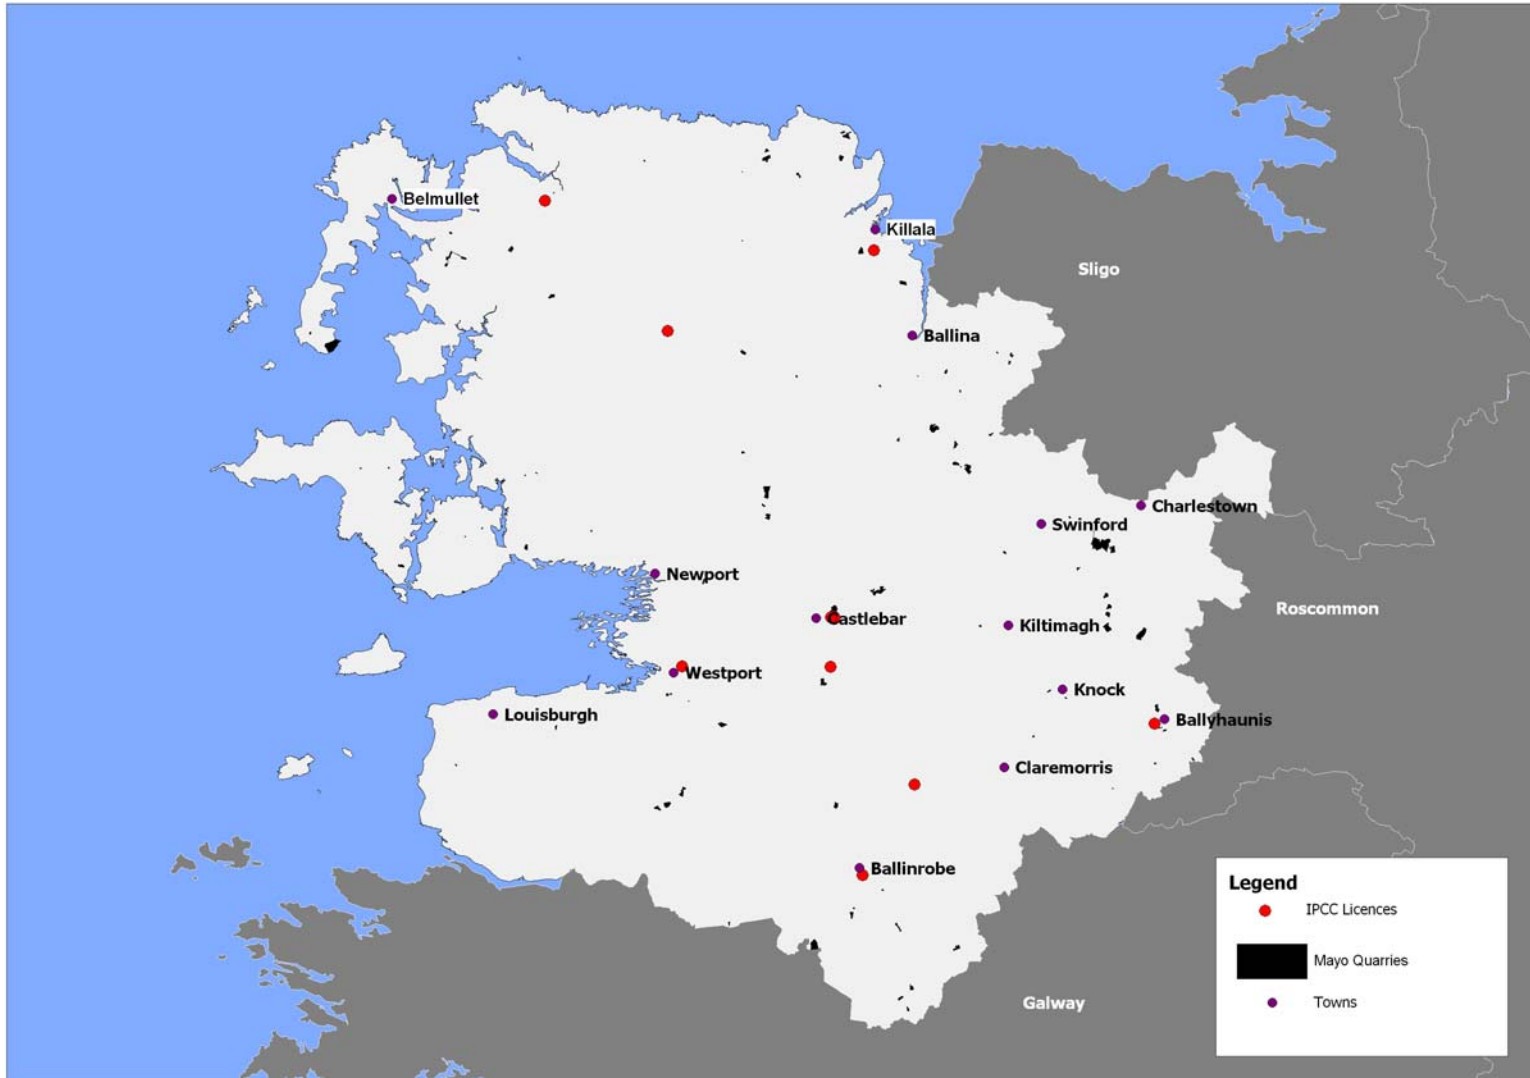 Belmullet
Killala
Sligo
Ballina
Charlestown
Swinford
Newport
Roscommon
Castlebar
Kiltimagh
Westport
Knock
Louisburgh
Ballyhaunis
Claremorris
Ballinrobe
Legend
IPCC Licences
Mayo Quarries
Galway
Towns